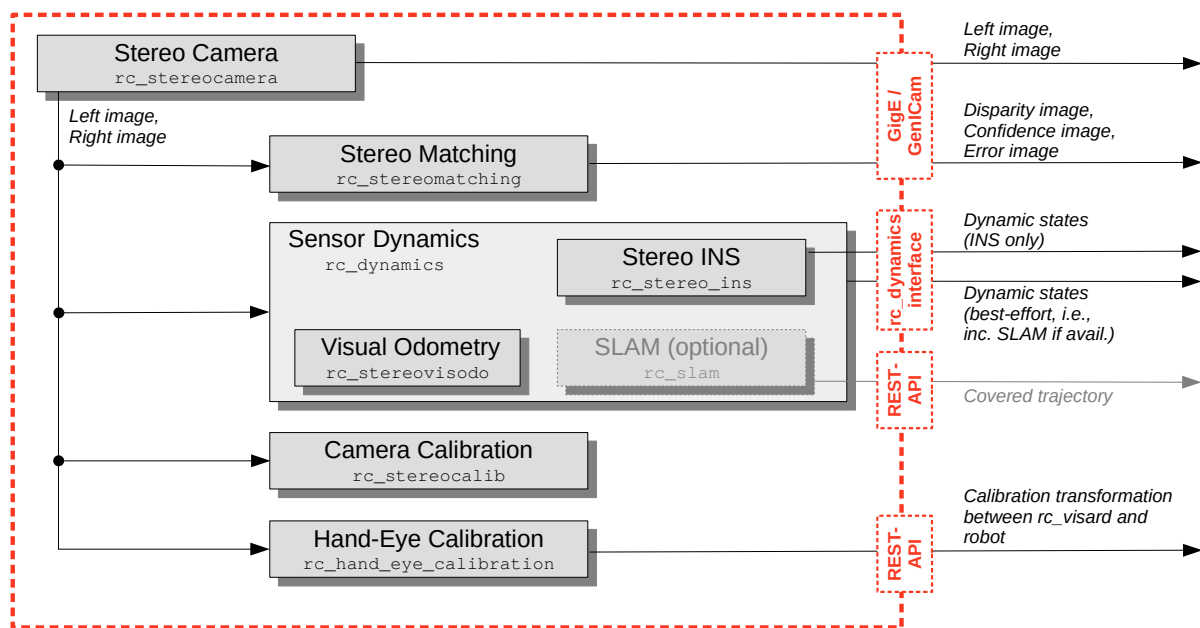 Stereo Camera
rc_stereocamera
Left image,
Right image
Left image,
Right image
GigE /
GenICam
Stereo Matching
rc_stereomatching
Disparity image,
Confidence image,
Error image
Sensor Dynamics
rc_dynamics
Stereo INS
rc_stereo_ins
Visual Odometry
rc_stereovisodo
SLAM (optional)
rc_slam
rc_dynamics
interface
Dynamic states
(INS only)
Dynamic states
(best-effort, i.e.,
inc. SLAM if avail.)
REST-
API
Covered trajectory
Camera Calibration
rc_stereocalib
Hand-Eye Calibration
rc_hand_eye_calibration
REST-
API
Calibration transformation
between rc_visard and
robot